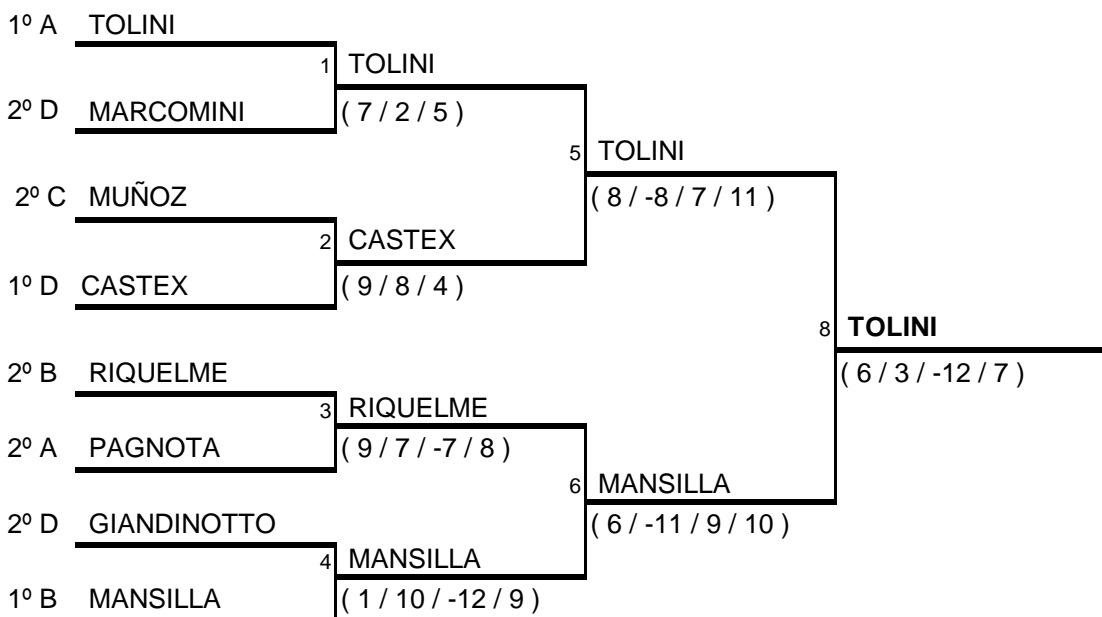 1º A TOLINI
1 TOLINI
2º D MARCOMINI ( 7 / 2 / 5 )
5 TOLINI
2º C MUÑOZ ( 8 / -8 / 7 / 11 )
2 CASTEX
1º D CASTEX ( 9 / 8 / 4 )
8 TOLINI
2º B RIQUELME ( 6 / 3 / -12 / 7 )
3 RIQUELME
2º A PAGNOTA ( 9 / 7 / -7 / 8 )
6 MANSILLA
2º D GIANDINOTTO ( 6 / -11 / 9 / 10 )
4 MANSILLA
1º B MANSILLA ( 1 / 10 / -12 / 9 )